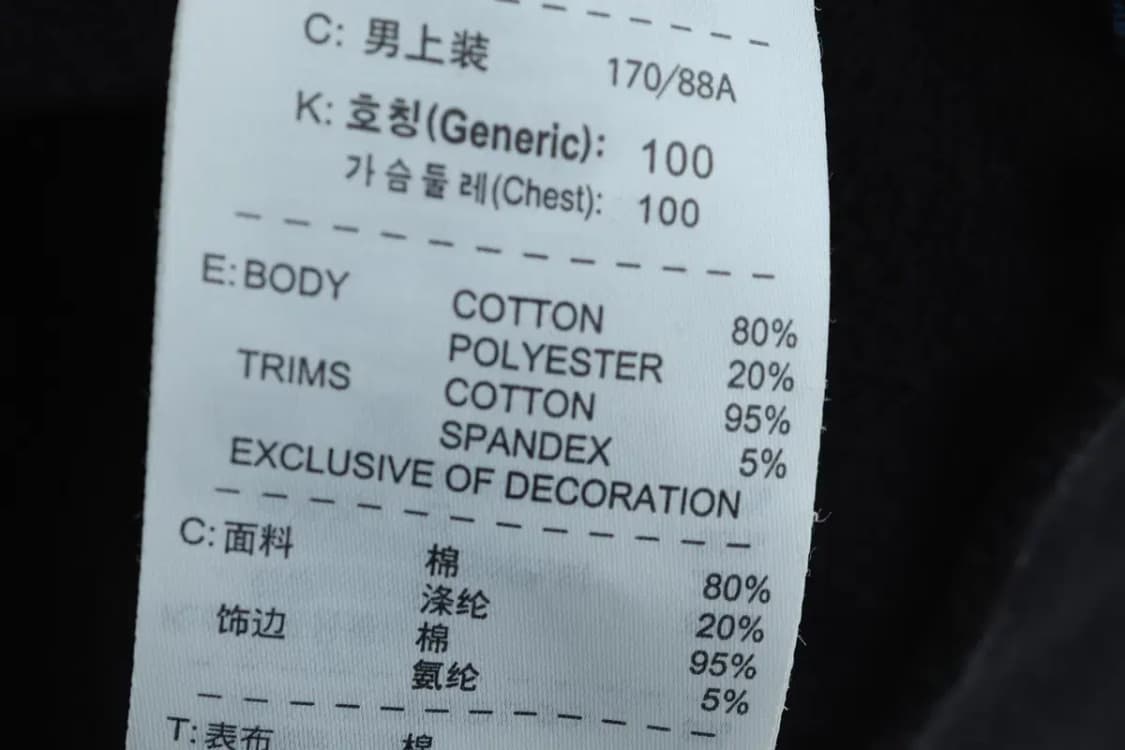 C: 男上装 170/88A
K: 호칭(Generic): 100
가슴둘레(Chest): 100
E: BODY COTTON 80%
POLYESTER 20%
TRIMS COTTON 95%
SPANDEX 5%
EXCLUSIVE OF DECORATION
C: 面料 棉 80%
涤纶 20%
饰边 棉 95%
氨纶 5%
T: 表布 棉